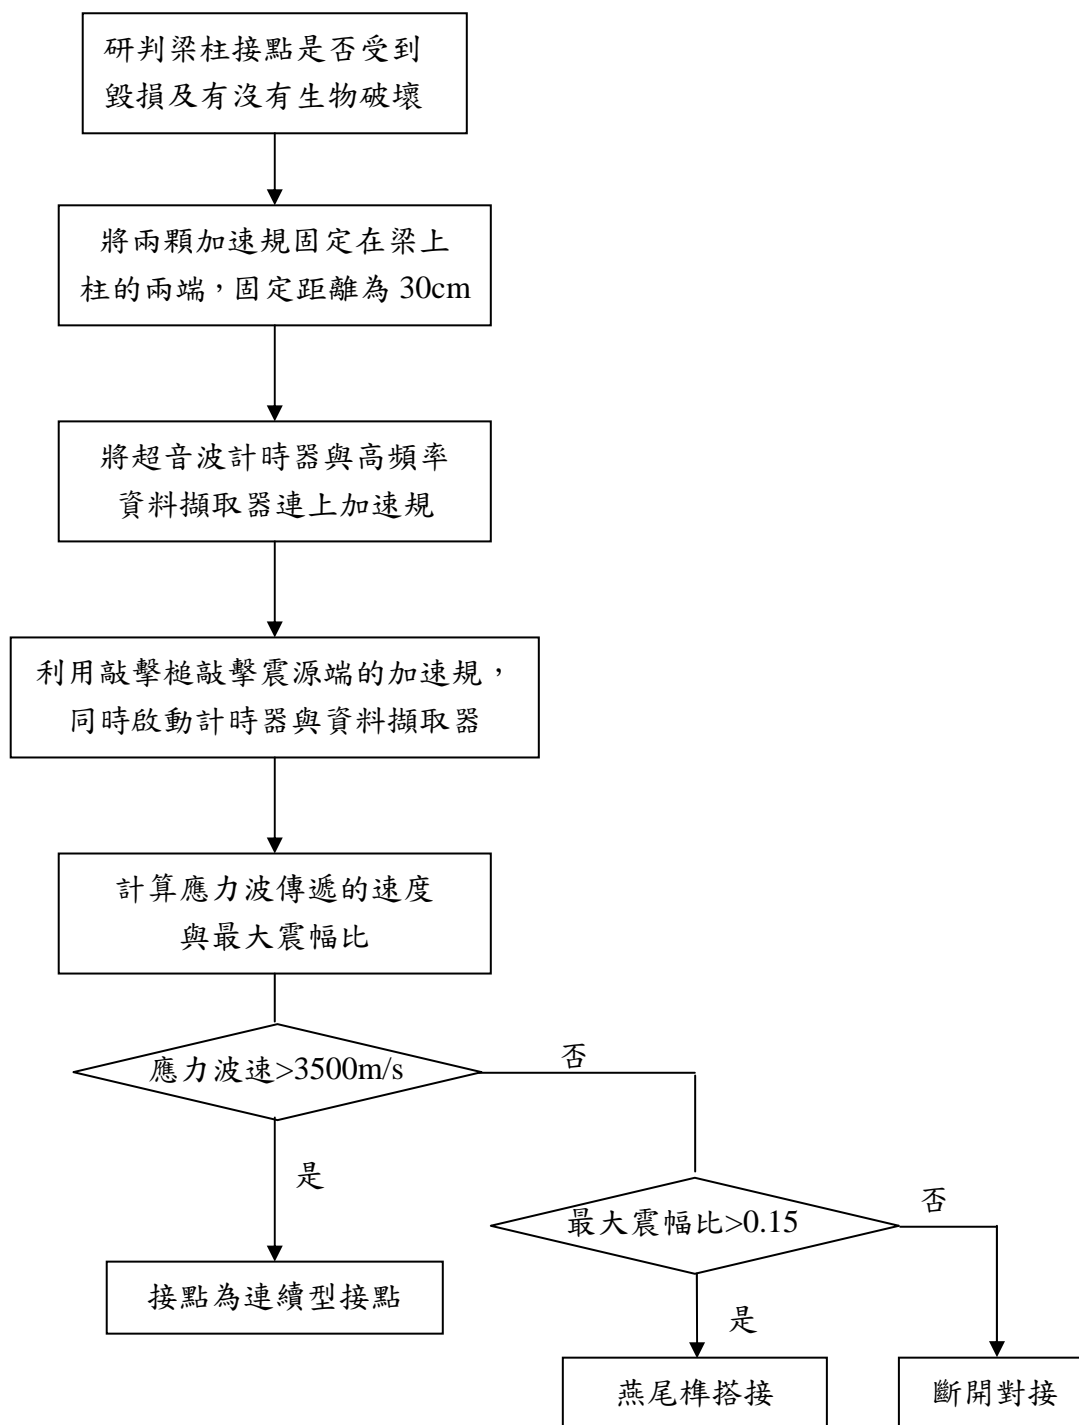 研判梁柱接點是否受到
毀損及有沒有生物破壞
將兩顆加速規固定在梁上
柱的兩端，固定距離為 30cm
將超音波計時器與高頻率
資料擷取器連上加速規
利用敲擊槌敲擊震源端的加速規，
同時啟動計時器與資料擷取器
計算應力波傳遞的速度
與最大震幅比
應力波速>3500m/s
否
是
最大震幅比>0.15
否
接點為連續型接點
是
燕尾榫搭接
斷開對接